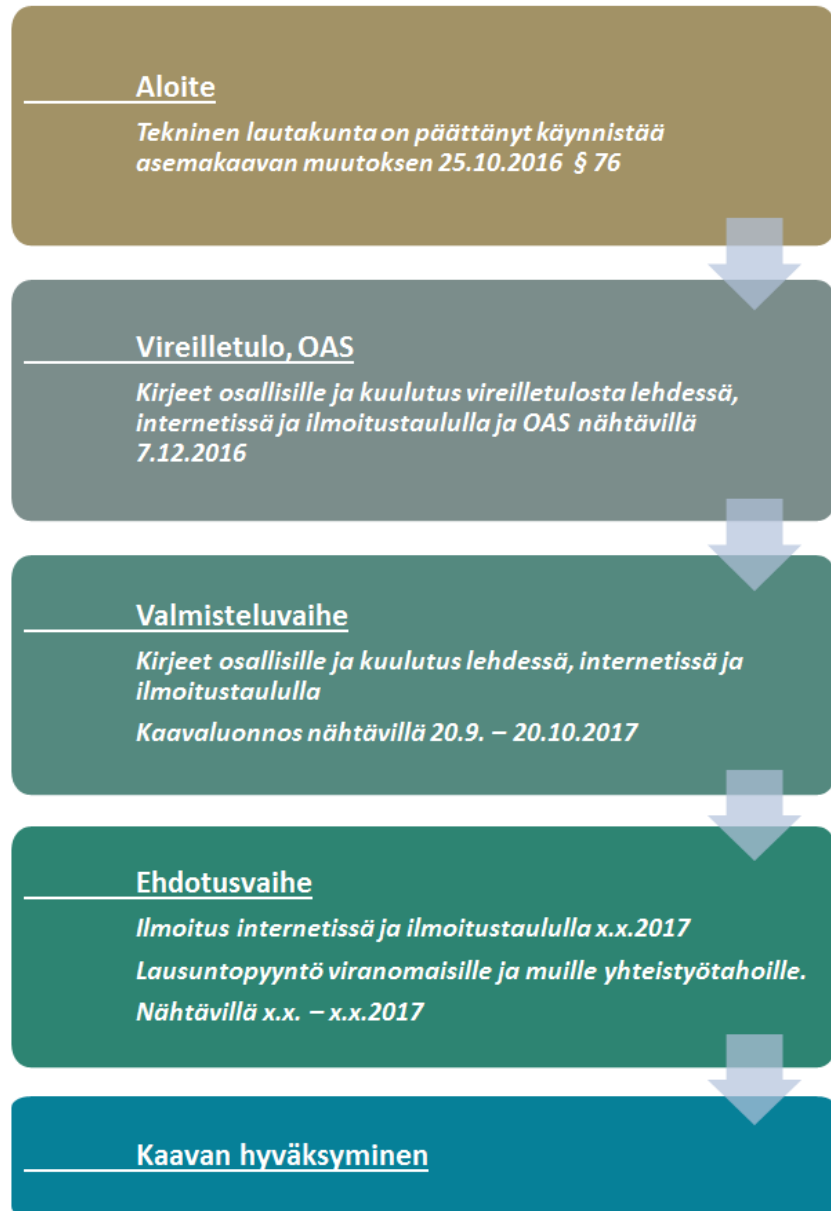 Aloite
Tekninen lautakunta on päättänyt käynnistää
asemakaavan muutoksen 25.10.2016 § 76
Vireilletulo, OAS
Kirjeet osallisille ja kuulutus vireilletulosta lehdessä,
internetissä ja ilmoitustaululla ja OAS nähtävillä
7.12.2016
Valmisteluvaihe
Kirjeet osallisille ja kuulutus lehdessä, internetissä ja
ilmoitustaululla
Kaavaluonnos nähtävillä 20.9. – 20.10.2017
Ehdotusvaihe
Ilmoitus internetissä ja ilmoitustaululla x.x.2017
Lausuntopyyntö viranomaisille ja muille yhteistyötahoille.
Nähtävillä x.x. – x.x.2017
Kaavan hyväksyminen